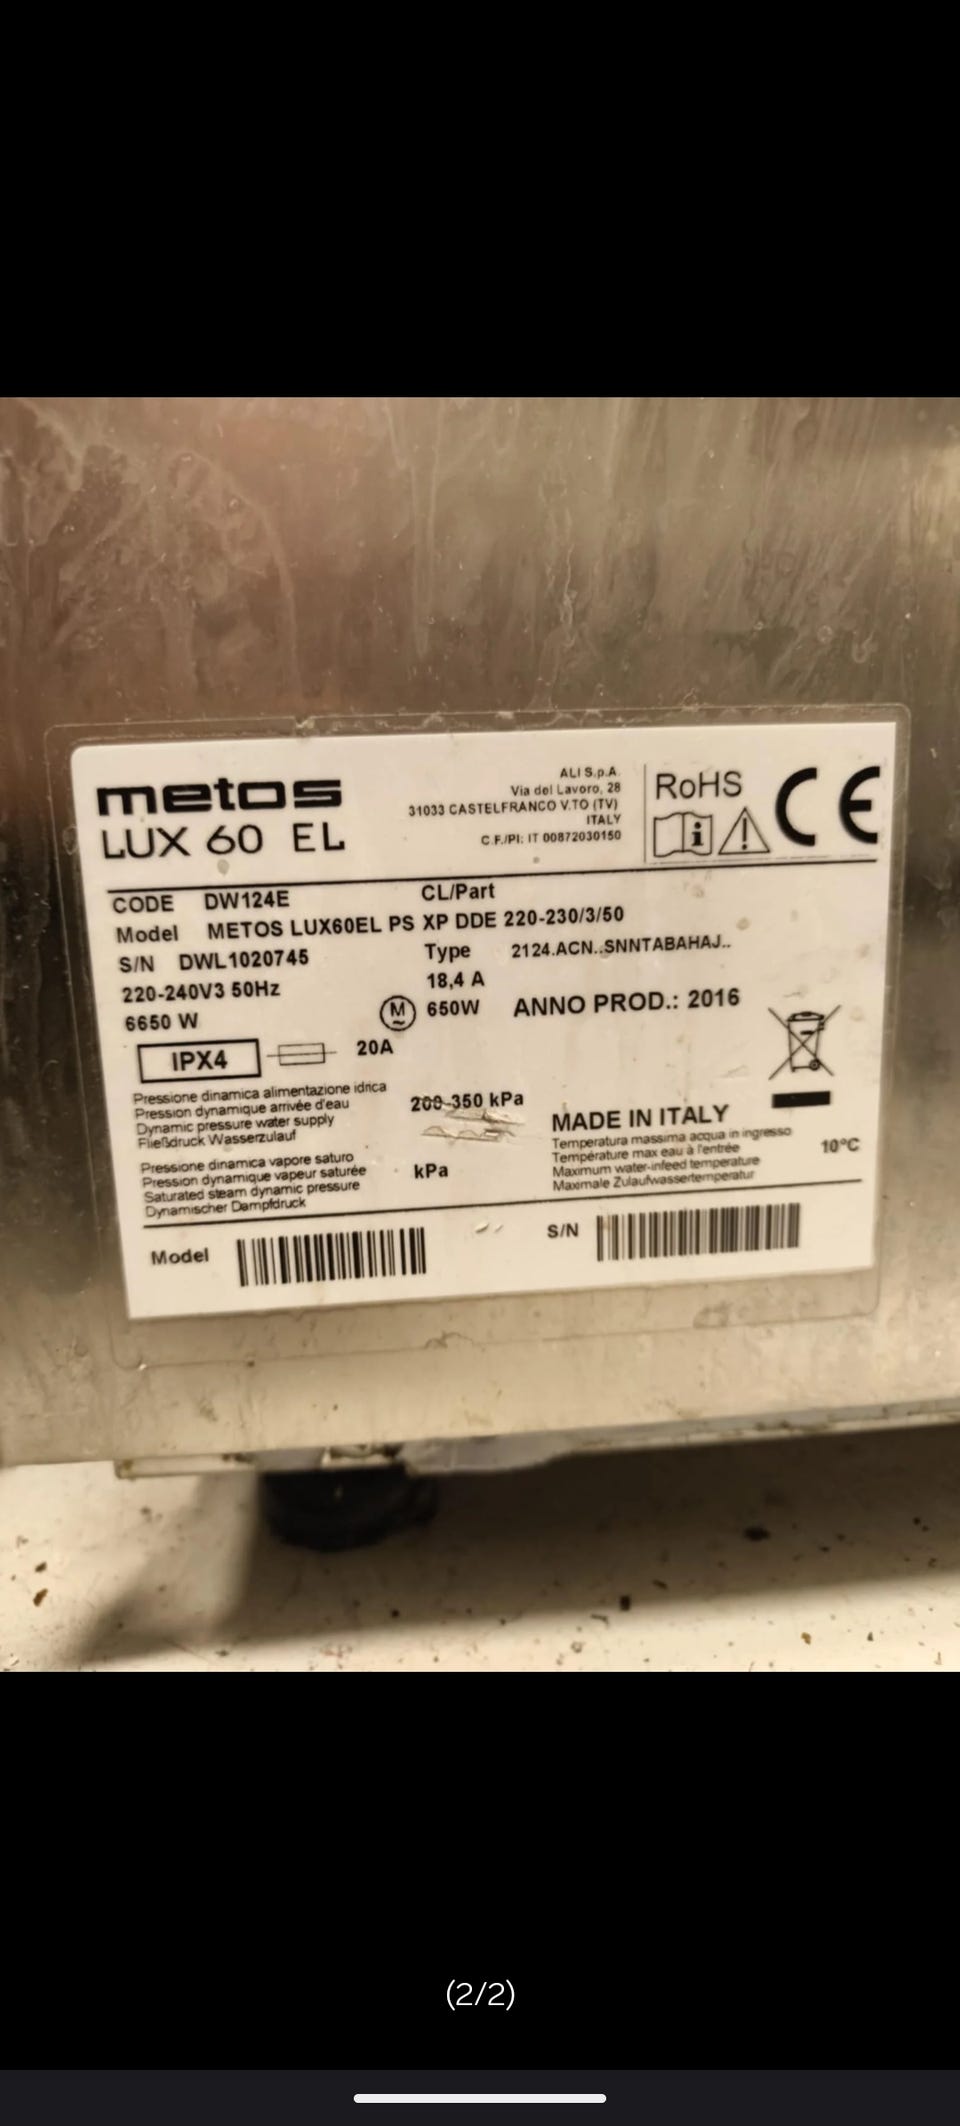 metos
LUX 60 EL
ALI S.p.A.
Via del Lavoro, 28
31033 CASTELFRANCO V.TO (TV)
ITALY
C.F./PI: IT 00872030150
RoHS
CE
CODE DW124E CL/Part
Model METOS LUX60EL PS XP DDE 220-230/3/50
S/N DWL1020745 Type 2124.ACN..SNNTABAHAJ..
220-240V3 50Hz 18,4 A
6650 W M 650W ANNO PROD.: 2016
IPX4 20A
Pressione dinamica alimentazione idrica
Pression dynamique arrivée d'eau
Dynamic pressure water supply
Fließdruck Wasserzulauf
200-350 kPa
MADE IN ITALY
Temperatura massima acqua in ingresso
Température max eau à l'entrée
Maximum water-infeed temperature
Maximale Zulaufwassertemperatur
10°C
Pressione dinamica vapore saturo
Pression dynamique vapeur saturée
Saturated steam dynamic pressure
Dynamischer Dampfdruck
kPa
Model S/N
(2/2)